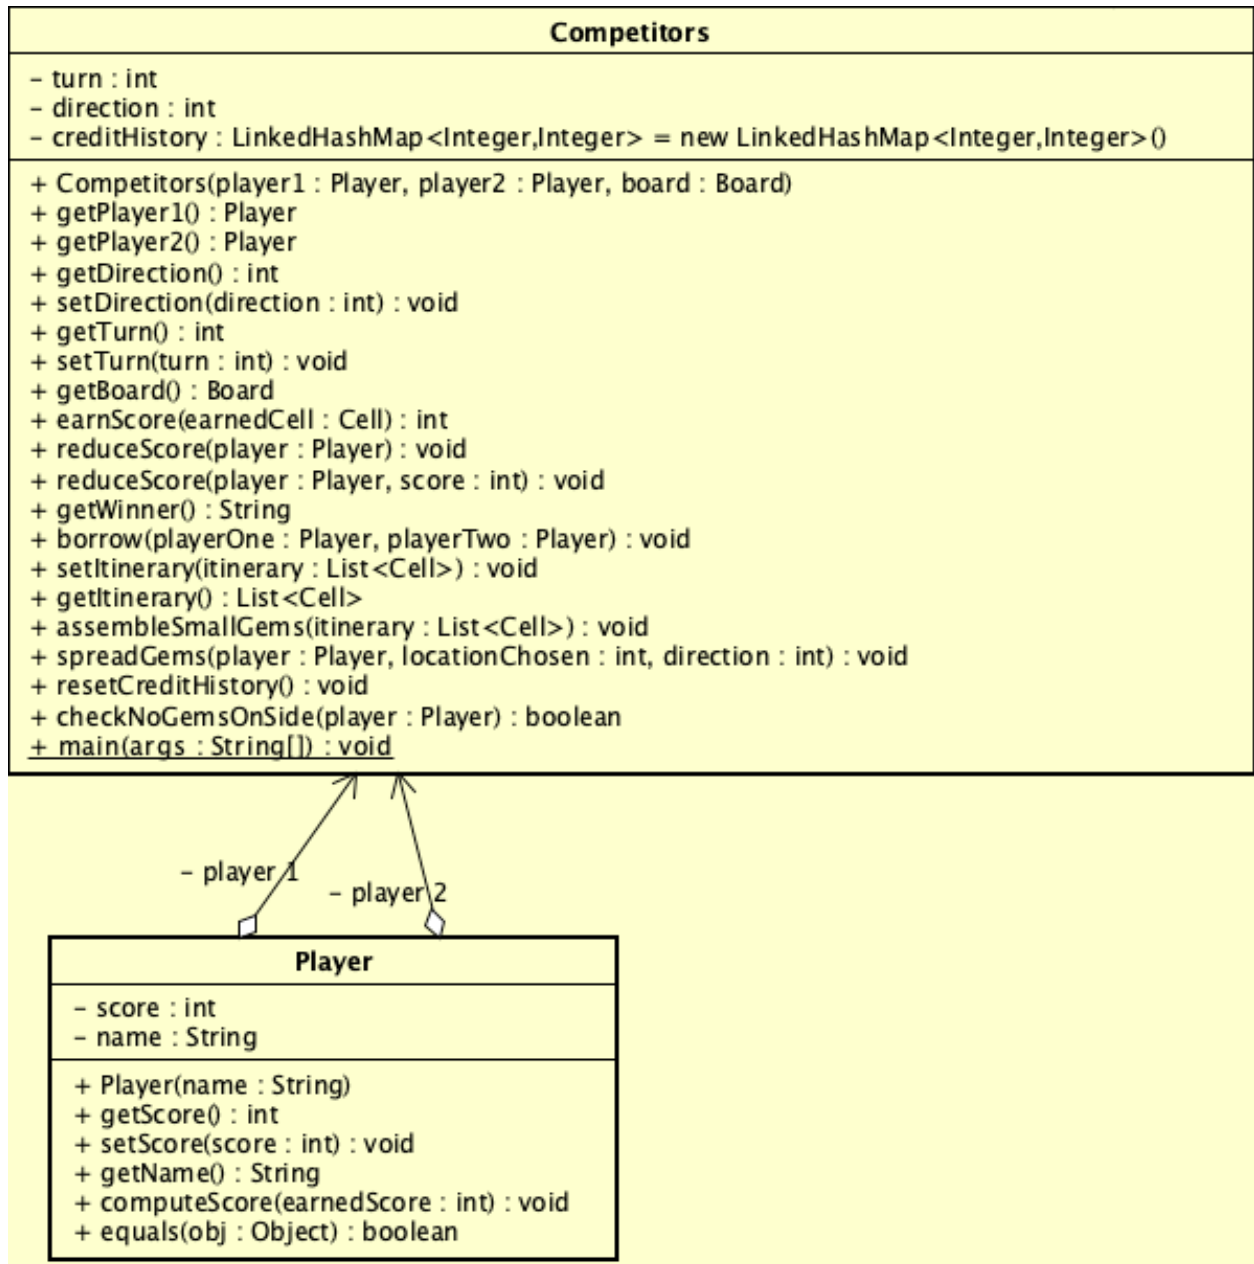 Competitors
– turn : int
– direction : int
– creditHistory : LinkedHashMap<Integer,Integer> = new LinkedHashMap<Integer,Integer>()
+ Competitors(player1 : Player, player2 : Player, board : Board)
+ getPlayer1() : Player
+ getPlayer2() : Player
+ getDirection() : int
+ setDirection(direction : int) : void
+ getTurn() : int
+ setTurn(turn : int) : void
+ getBoard() : Board
+ earnScore(earnedCell : Cell) : int
+ reduceScore(player : Player) : void
+ reduceScore(player : Player, score : int) : void
+ getWinner() : String
+ borrow(playerOne : Player, playerTwo : Player) : void
+ setItinerary(itinerary : List<Cell>) : void
+ getItinerary() : List<Cell>
+ assembleSmallGems(itinerary : List<Cell>) : void
+ spreadGems(player : Player, locationChosen : int, direction : int) : void
+ resetCreditHistory() : void
+ checkNoGemsOnSide(player : Player) : boolean
+ main(args : String[]) : void
– player 1
– player 2
Player
– score : int
– name : String
+ Player(name : String)
+ getScore() : int
+ setScore(score : int) : void
+ getName() : String
+ computeScore(earnedScore : int) : void
+ equals(obj : Object) : boolean